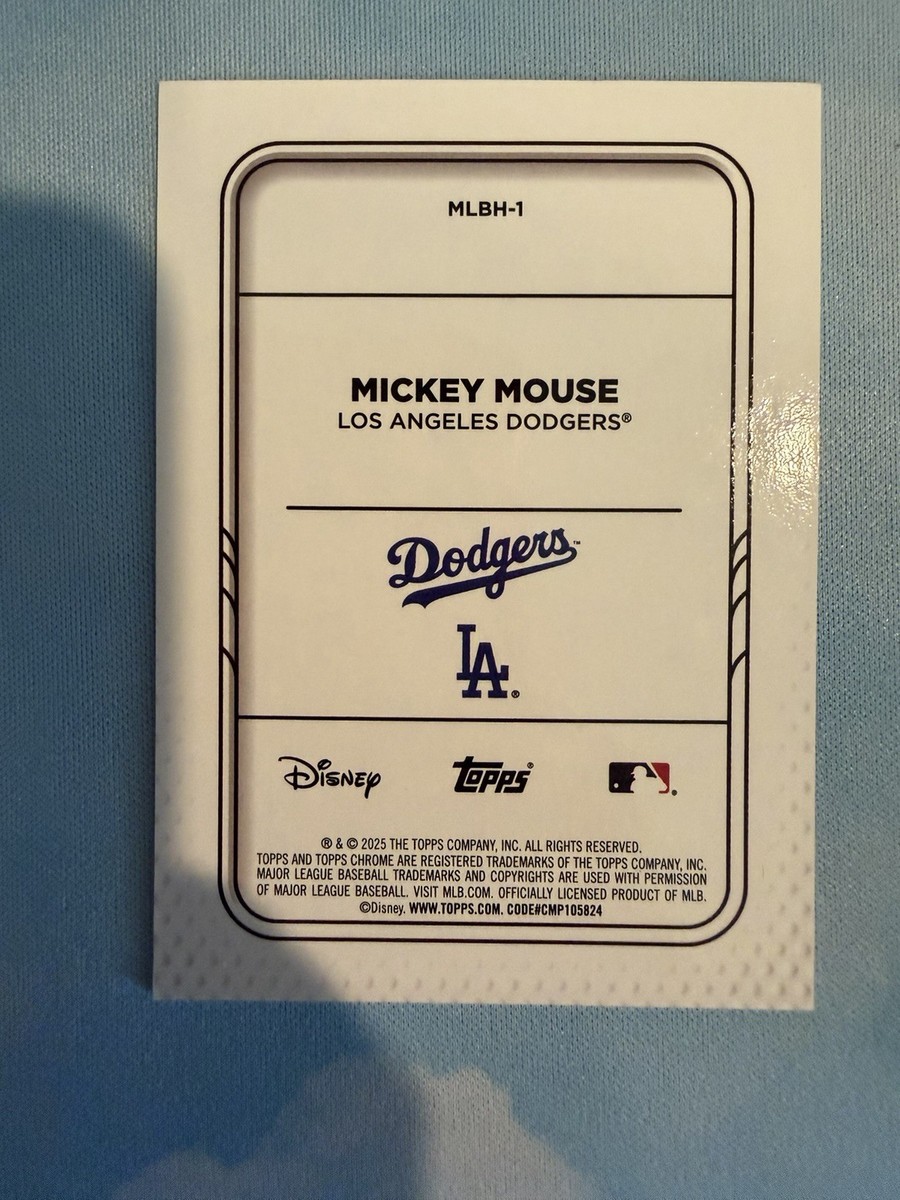 MLBH-1
MICKEY MOUSE
LOS ANGELES DODGERS®
Dodgers™
LA®
Disney Topps®
® & © 2025 THE TOPPS COMPANY, INC. ALL RIGHTS RESERVED.
TOPPS AND TOPPS CHROME ARE REGISTERED TRADEMARKS OF THE TOPPS COMPANY, INC.
MAJOR LEAGUE BASEBALL TRADEMARKS AND COPYRIGHTS ARE USED WITH PERMISSION
OF MAJOR LEAGUE BASEBALL. VISIT MLB.COM. OFFICIALLY LICENSED PRODUCT OF MLB.
©Disney. WWW.TOPPS.COM. CODE#CMP105824